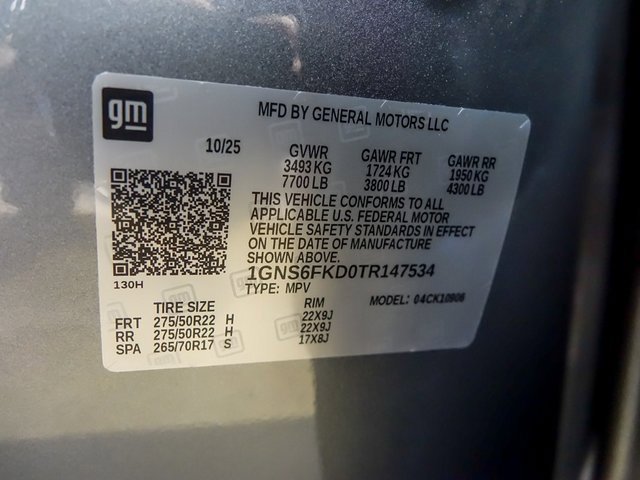 gm
MFD BY GENERAL MOTORS LLC
10/25 GVWR GAWR FRT GAWR RR
3493 KG 1724 KG 1950 KG
7700 LB 3800 LB 4300 LB
THIS VEHICLE CONFORMS TO ALL
APPLICABLE U.S. FEDERAL MOTOR
VEHICLE SAFETY STANDARDS IN EFFECT
ON THE DATE OF MANUFACTURE
SHOWN ABOVE.
130H
1GNS6FKD0TR147534
TYPE: MPV MODEL: 04CK10906
TIRE SIZE RIM
FRT 275/50R22 H 22X9J
RR 275/50R22 H 22X9J
SPA 265/70R17 S 17X8J